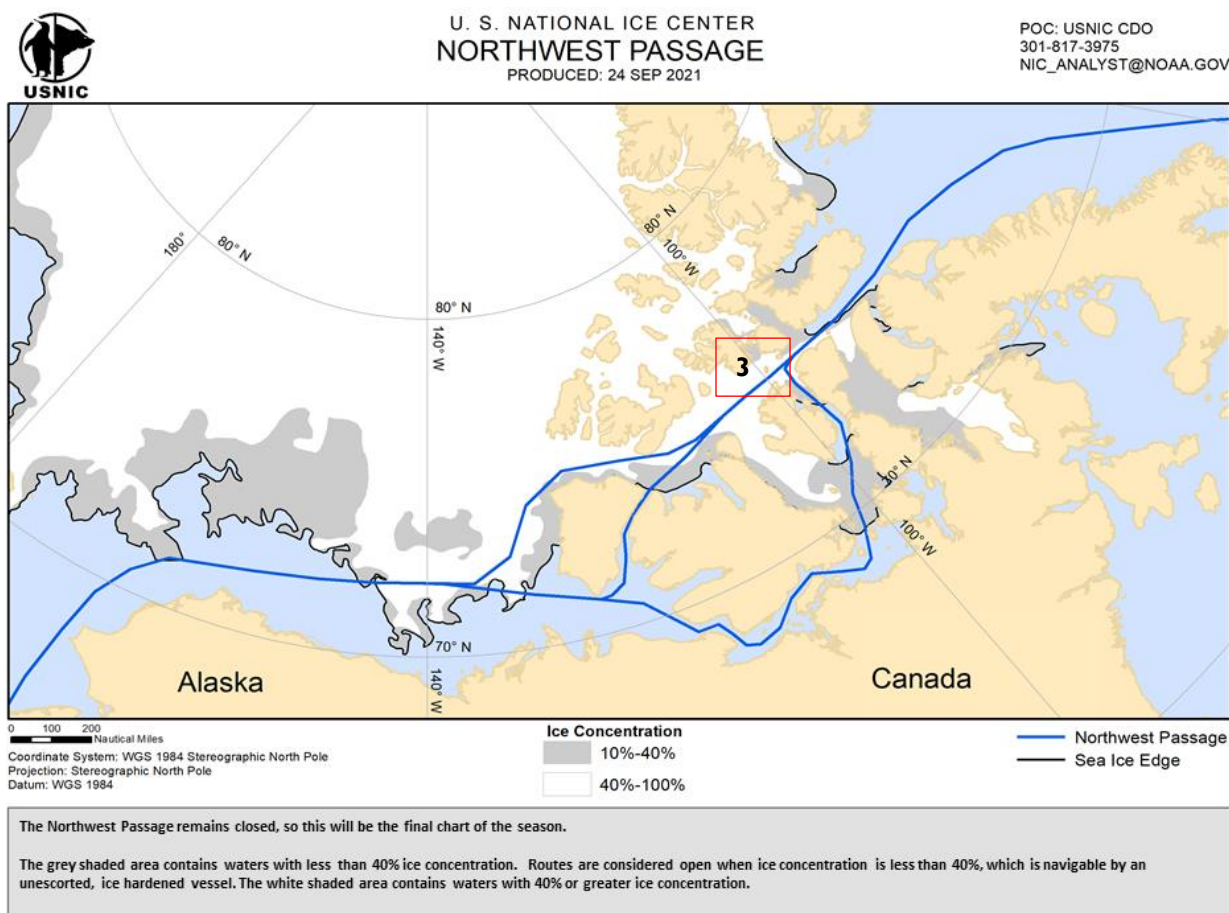 U. S. NATIONAL ICE CENTER
NORTHWEST PASSAGE
PRODUCED: 24 SEP 2021
USNIC
POC: USNIC CDO
301-817-3975
NIC_ANALYST@NOAA.GOV
180°
80° N
80° N
140° W
80° N
100° W
3
70° N
100° W
70° N
140° W
Alaska
Canada
0 100 200
Nautical Miles
Coordinate System: WGS 1984 Stereographic North Pole
Projection: Stereographic North Pole
Datum: WGS 1984
Ice Concentration
10%-40%
40%-100%
Northwest Passage
Sea Ice Edge
The Northwest Passage remains closed, so this will be the final chart of the season.
The grey shaded area contains waters with less than 40% ice concentration. Routes are considered open when ice concentration is less than 40%, which is navigable by an
unescorted, ice hardened vessel. The white shaded area contains waters with 40% or greater ice concentration.